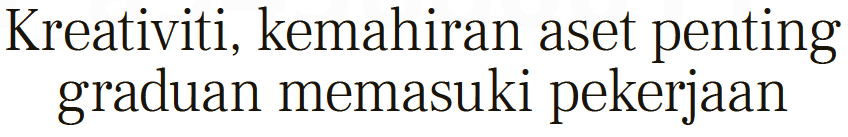 Kreativiti, kemahiran aset penting
graduan memasuki pekerjaan